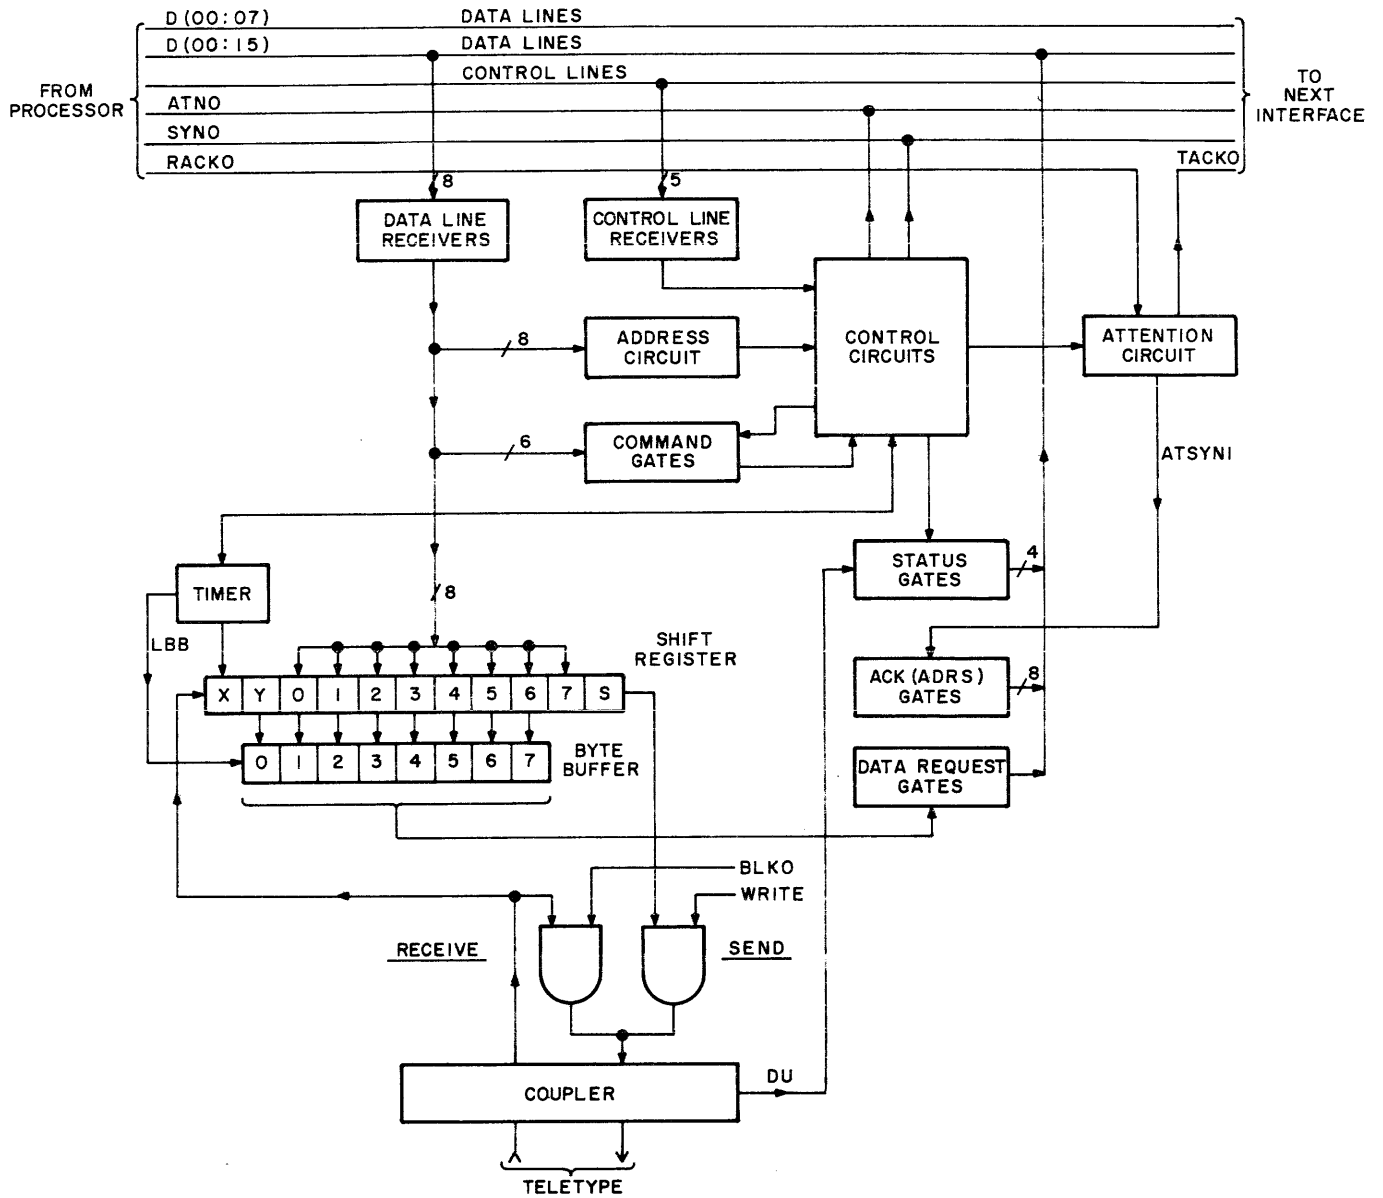 D(00:07) DATA LINES
D(00:15) DATA LINES
CONTROL LINES
FROM
PROCESSOR
TO
NEXT
INTERFACE
ATNO
SYNO
RACKO
TACKO
8
5
DATA LINE
RECEIVERS
CONTROL LINE
RECEIVERS
8
ADDRESS
CIRCUIT
CONTROL
CIRCUITS
ATTENTION
CIRCUIT
6
COMMAND
GATES
ATSYNI
STATUS
GATES
4
TIMER
8
LBB
SHIFT
REGISTER
ACK(ADRS)
GATES
8
X Y 0 1 2 3 4 5 6 7 S
BYTE
BUFFER
0 1 2 3 4 5 6 7
DATA REQUEST
GATES
BLKO
WRITE
RECEIVE
SEND
DU
COUPLER
TELETYPE